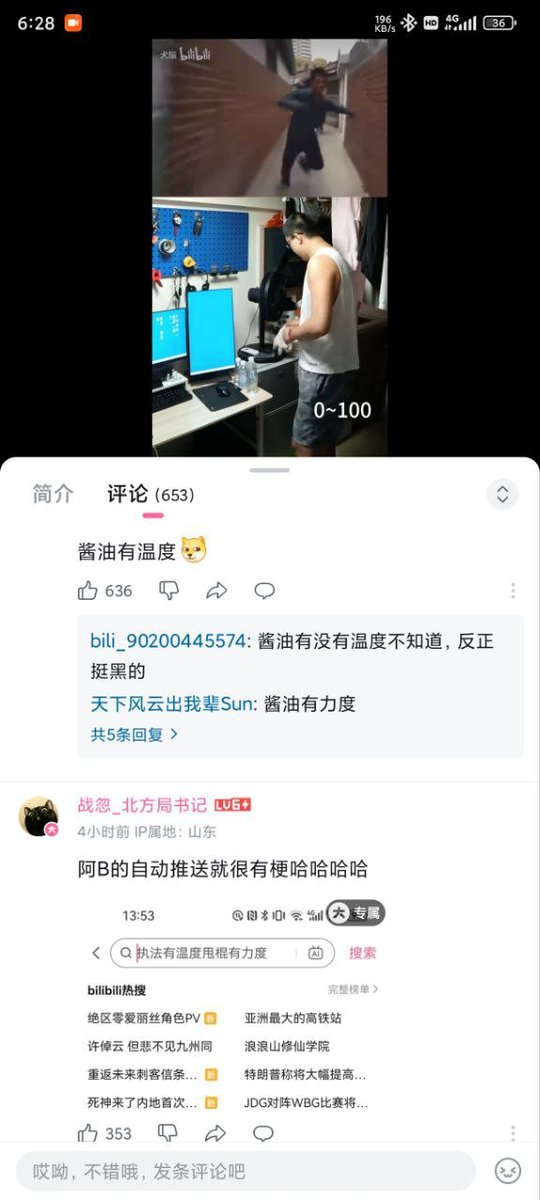 6:28
196 KB/s
HD
4G
36
犬版 bilibili
0~100
简介
评论 (653)
酱油有温度
636
bili_90200445574: 酱油有没有温度不知道, 反正
挺黑的
天下风云出我辈Sun: 酱油有力度
共5条回复 >
战忽_北方局书记 LV6
4小时前 IP属地: 山东
大
阿B的自动推送就很有梗哈哈哈哈
13:53
大 专属
执法有温度甩棍有力度
AI
搜索
bilibili热搜
完整榜单 >
绝区零爱丽丝角色PV 新
亚洲最大的高铁站
许倬云 但悲不见九州同
浪浪山修仙学院
重返未来刺客信条... 新
特朗普称将大幅提高...
死神来了内地首次... 新
JDG对阵WBG比赛将...
353
哎呦, 不错哦, 发条评论吧